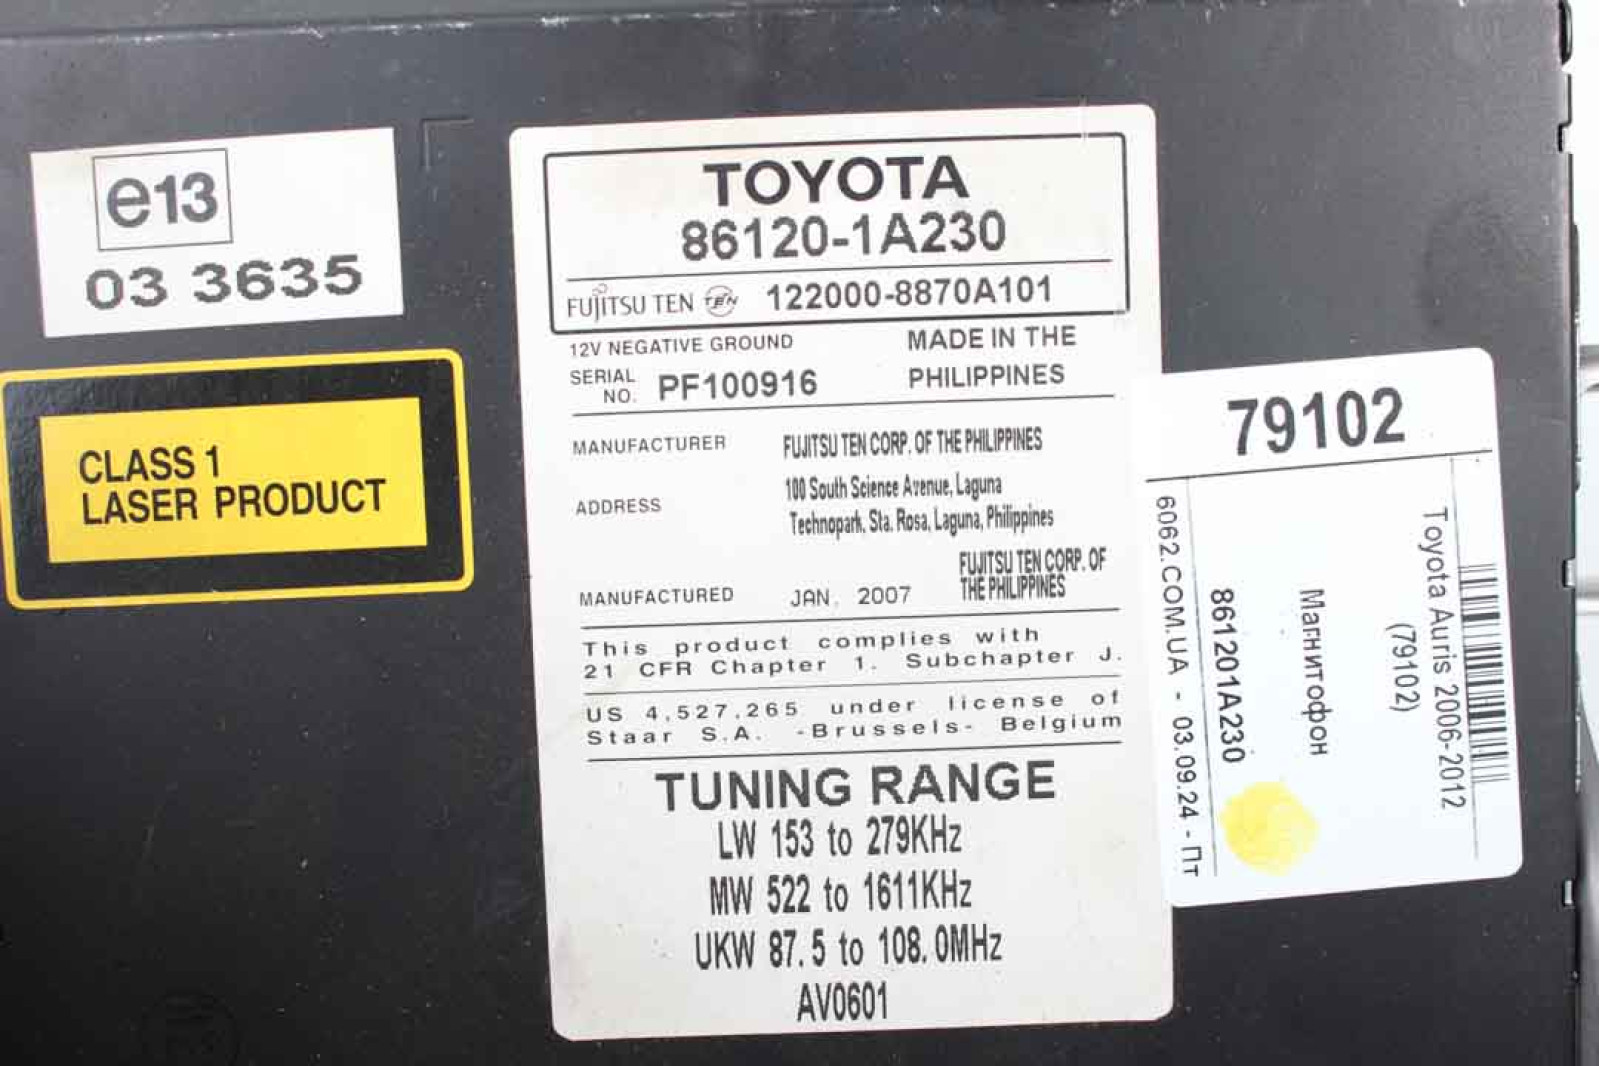 e13
03 3635
CLASS 1
LASER PRODUCT
TOYOTA
86120-1A230
FUJITSU TEN TEN 122000-8870A101
12V NEGATIVE GROUND
MADE IN THE
PHILIPPINES
SERIAL
NO. PF100916
MANUFACTURER FUJITSU TEN CORP. OF THE PHILIPPINES
ADDRESS 100 South Science Avenue, Laguna
Technopark, Sta. Rosa, Laguna, Philippines
MANUFACTURED JAN. 2007 FUJITSU TEN CORP. OF
THE PHILIPPINES
This product complies with
21 CFR Chapter 1. Subchapter J.
US 4,527,265 under license of
Staar S.A. -Brussels- Belgium
TUNING RANGE
LW 153 to 279KHz
MW 522 to 1611KHz
UKW 87.5 to 108.0MHz
AV0601
79102
Toyota Auris 2006-2012
(79102)
Магнитофон
861201A230
6062.COM.UA - 03.09.24 - Пт